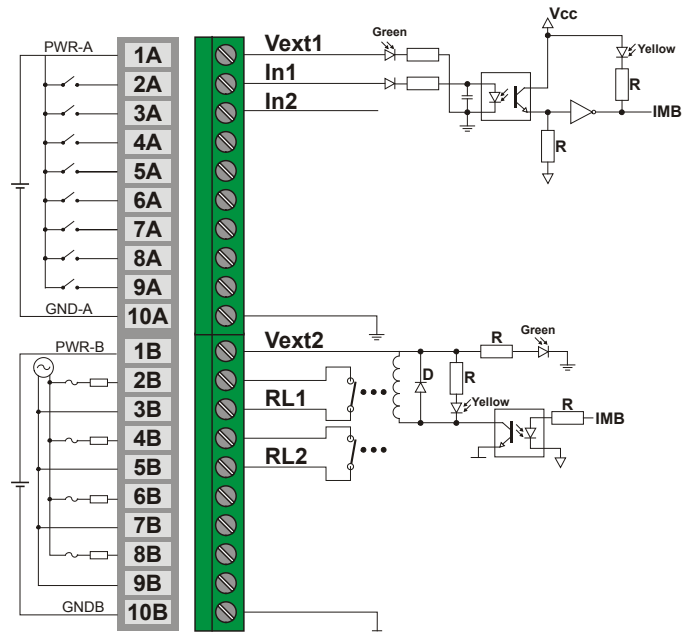 PWR-A
1A
2A
3A
4A
5A
6A
7A
8A
9A
GND-A
10A
PWR-B
1B
2B
3B
4B
5B
6B
7B
8B
9B
GNDB
10B
Vext1
In1
In2
Green
Vcc
Yellow
R
IMB
R
Vext2
RL1
RL2
D
R
Yellow
R
Green
R
IMB